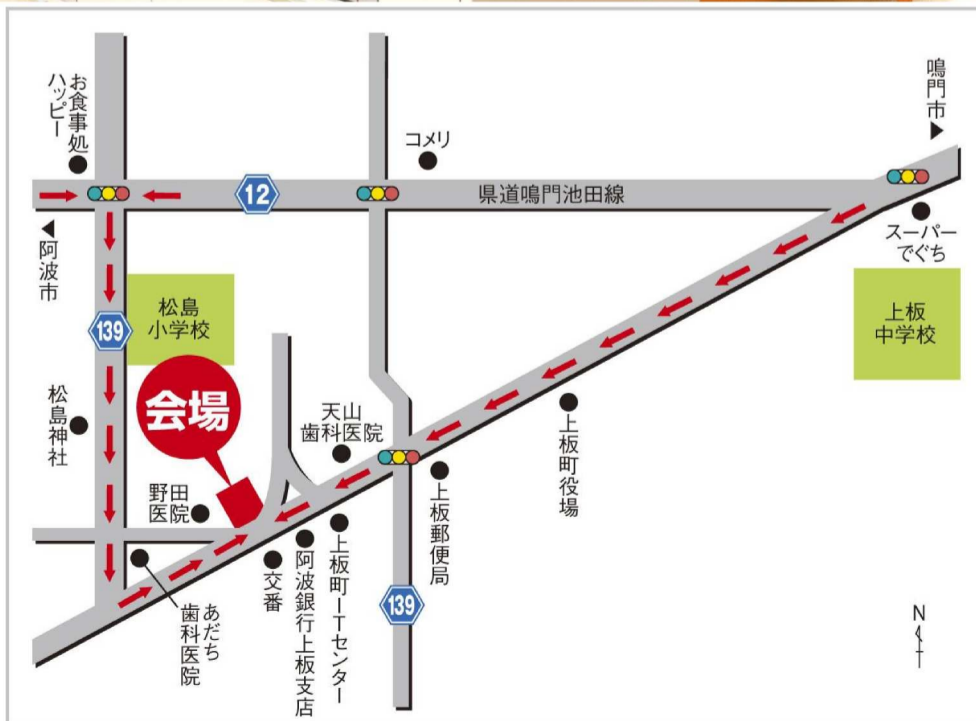 お食事処
ハッピー
コメリ
鳴門市
12
県道鳴門池田線
阿波市
スーパー
でぐち
松島
小学校
上板
中学校
139
会場
松島神社
天山
歯科医院
上板町役場
野田
医院
上板郵便局
交番
阿波銀行上板支店
上板町ITセンター
139
あだち
歯科医院
N